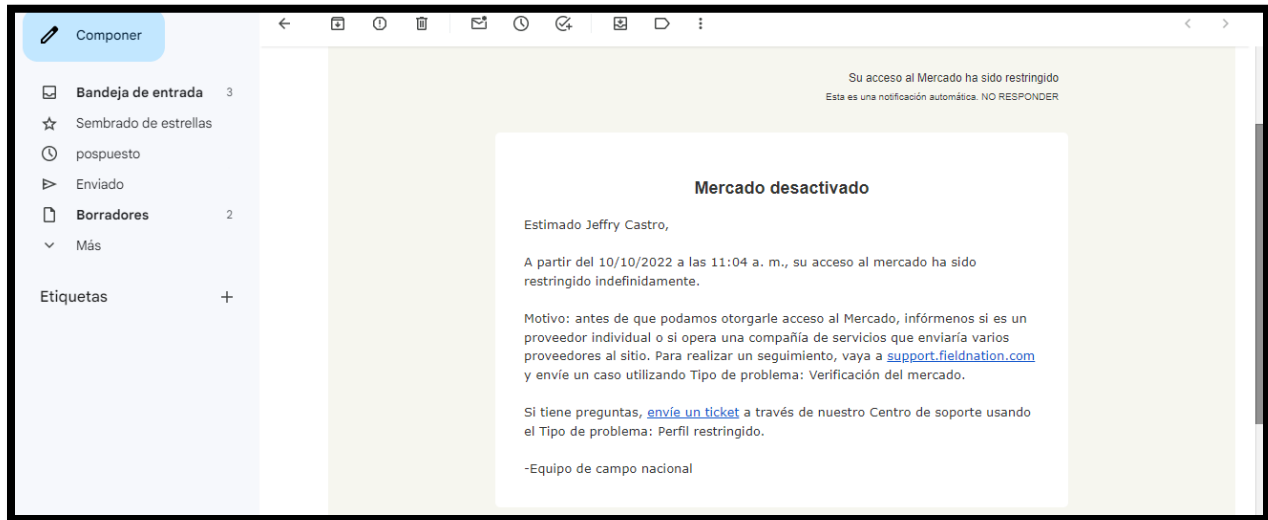 Componer
Bandeja de entrada 3
Sembrado de estrellas
pospuesto
Enviado
Borradores 2
Más
Etiquetas +
Su acceso al Mercado ha sido restringido
Esta es una notificación automática. NO RESPONDER
Mercado desactivado
Estimado Jeffry Castro,
A partir del 10/10/2022 a las 11:04 a. m., su acceso al mercado ha sido
restringido indefinidamente.
Motivo: antes de que podamos otorgarle acceso al Mercado, infórmenos si es un
proveedor individual o si opera una compañía de servicios que enviaría varios
proveedores al sitio. Para realizar un seguimiento, vaya a support.fieldnation.com
y envíe un caso utilizando Tipo de problema: Verificación del mercado.
Si tiene preguntas, envíe un ticket a través de nuestro Centro de soporte usando
el Tipo de problema: Perfil restringido.
-Equipo de campo nacional